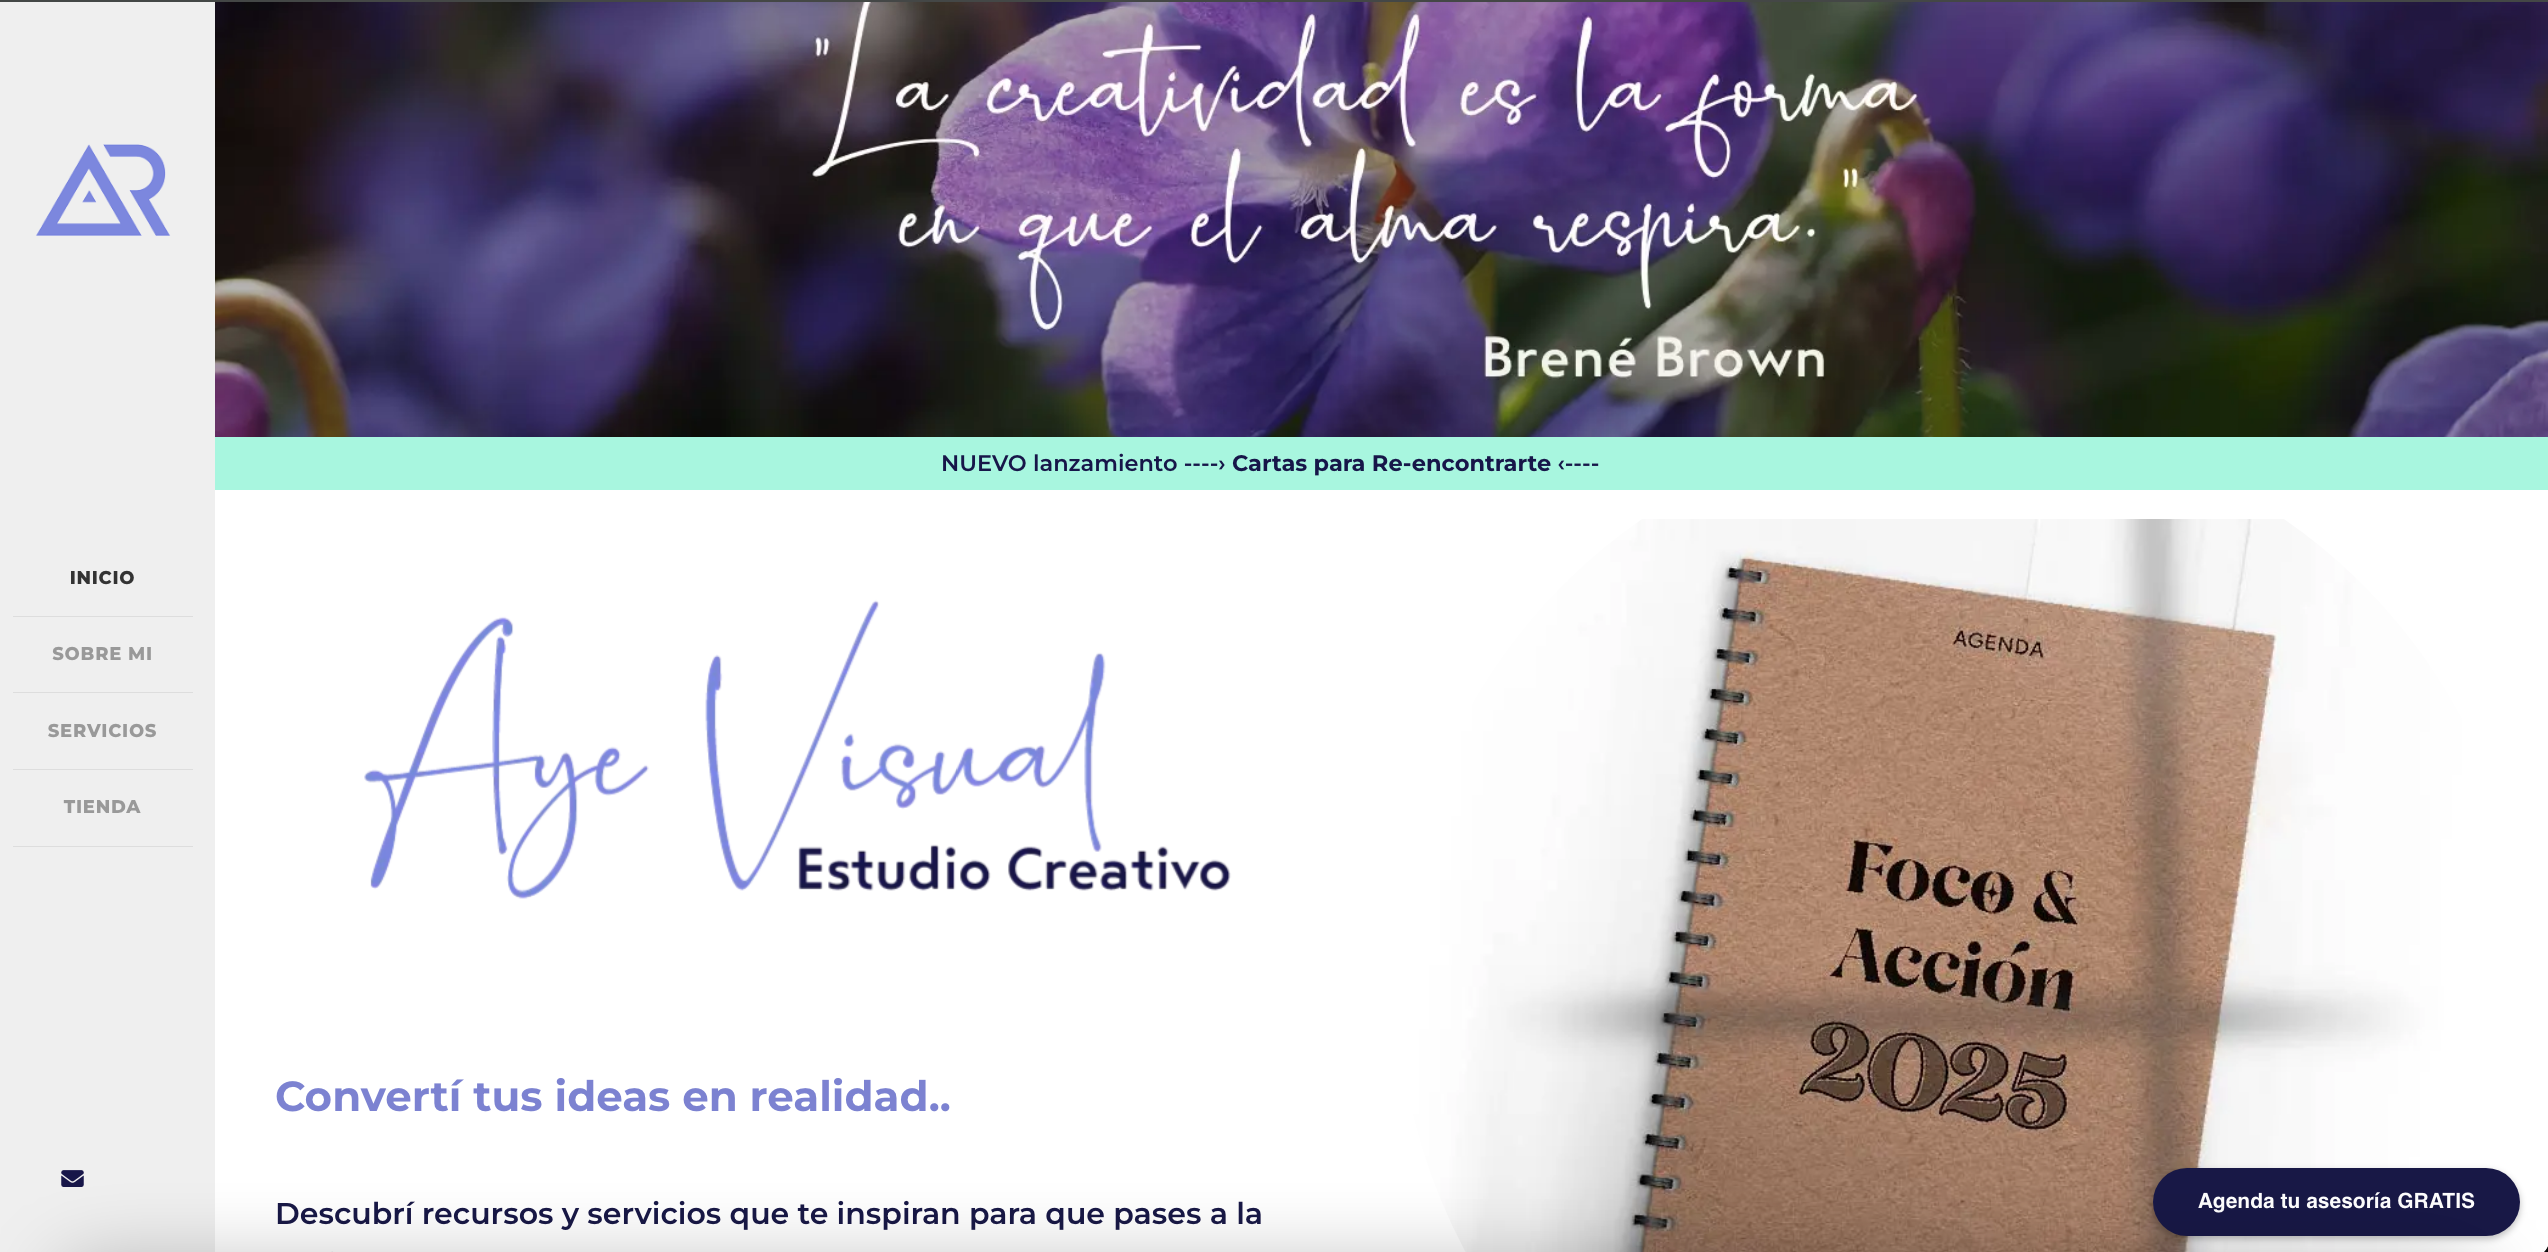 "La creatividad es la forma
en que el alma respira."
Brené Brown
NUEVO lanzamiento ----› Cartas para Re-encontrarte ‹----
AR
INICIO
SOBRE MI
SERVICIOS
TIENDA
Aye Visual
Estudio Creativo
Convertí tus ideas en realidad..
Descubrí recursos y servicios que te inspiran para que pases a la
AGENDA
Foco &
Acción
2025
Agenda tu asesoría GRATIS